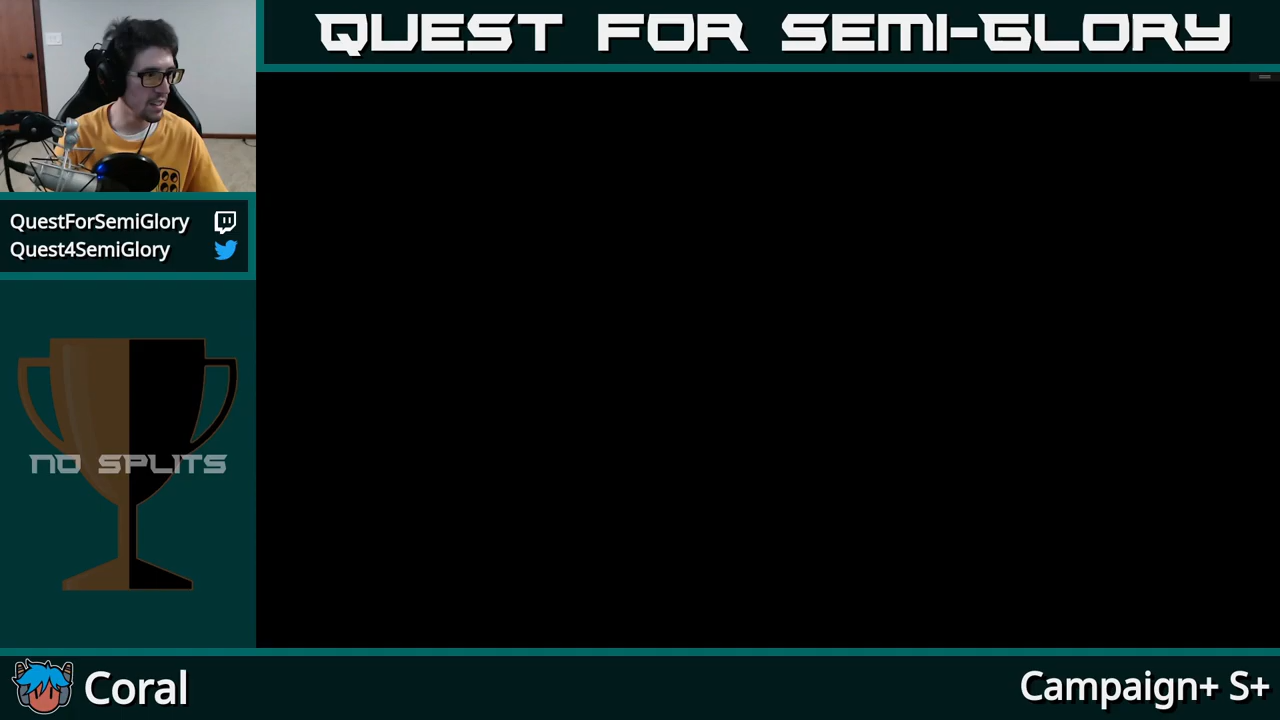 QUEST FOR SEMI-GLORY
QuestForSemiGlory
Quest4SemiGlory
NO SPLITS
Coral
Campaign+ S+